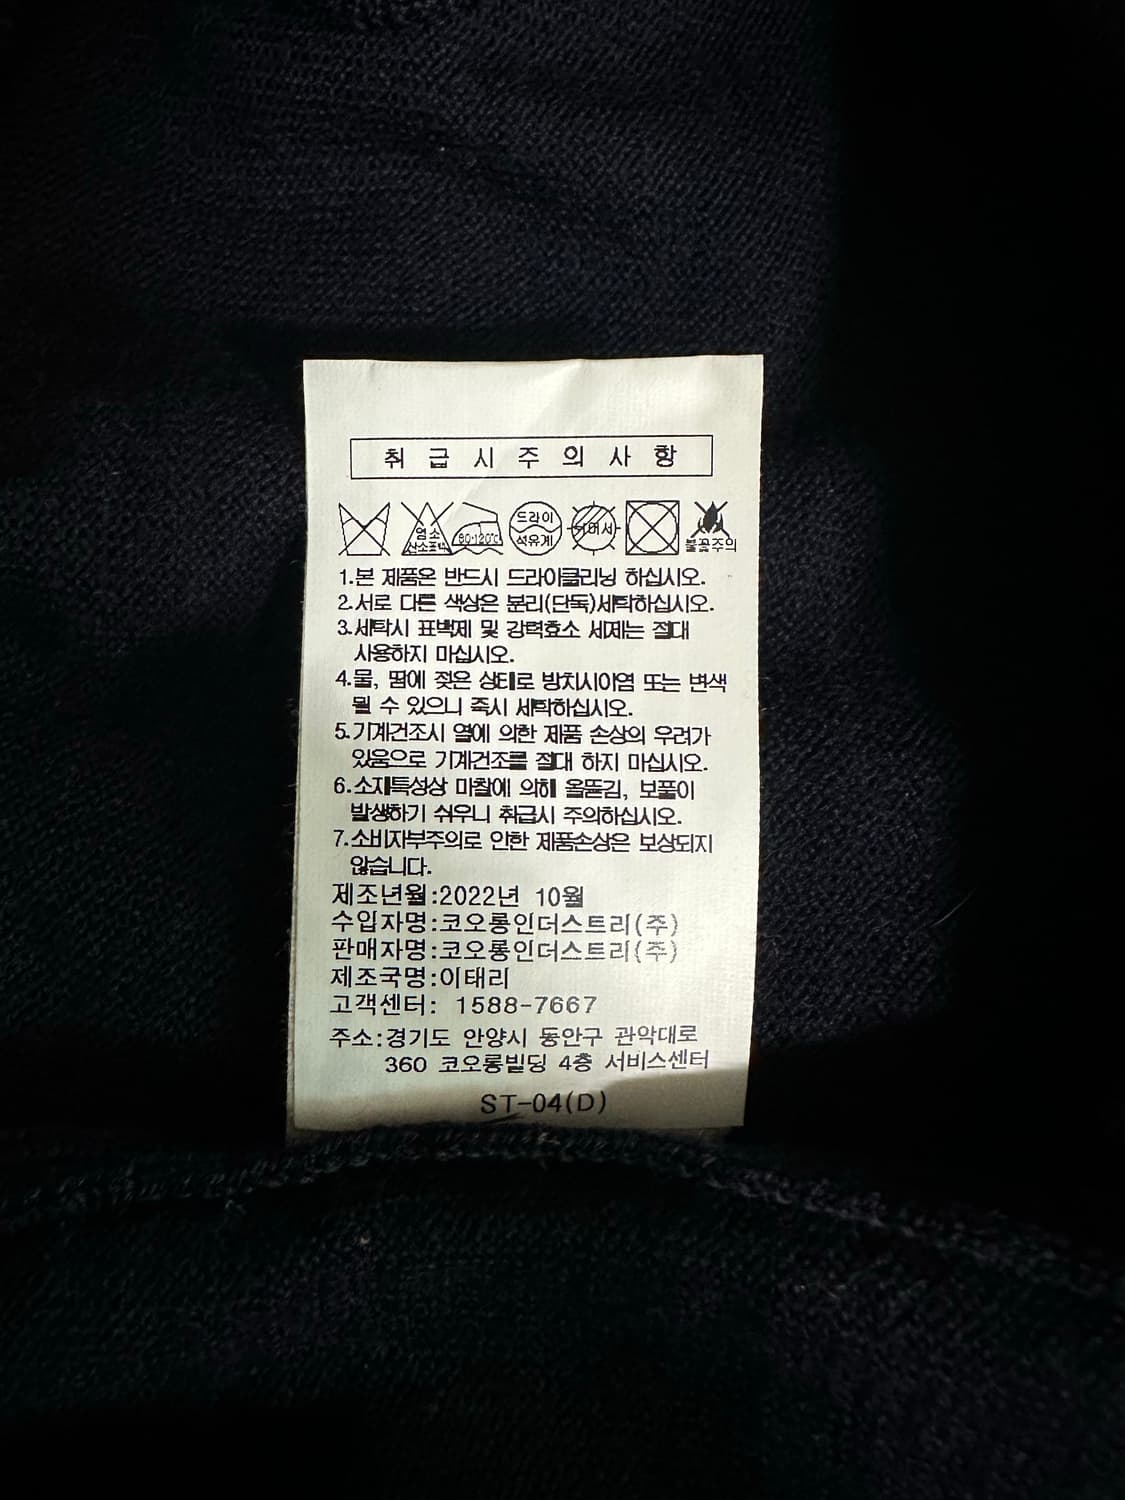 취 급 시 주 의 사 항
염소
산소표백
80-120℃
드라이
석유계
뉘어서
불꽃주의
1.본 제품은 반드시 드라이클리닝 하십시오.
2.서로 다른 색상은 분리(단독)세탁하십시오.
3.세탁시 표백제 및 강력효소 세제는 절대
사용하지 마십시오.
4.물, 땀에 젖은 상태로 방치시이염 또는 변색
될 수 있으니 즉시 세탁하십시오.
5.기계건조시 열에 의한 제품 손상의 우려가
있음으로 기계건조를 절대 하지 마십시오.
6.소재특성상 마찰에 의해 올뜯김, 보풀이
발생하기 쉬우니 취급시 주의하십시오.
7.소비자부주의로 인한 제품손상은 보상되지
않습니다.
제조년월:2022년 10월
수입자명:코오롱인더스트리(주)
판매자명:코오롱인더스트리(주)
제조국명:이태리
고객센터: 1588-7667
주소:경기도 안양시 동안구 관악대로
360 코오롱빌딩 4층 서비스센터
ST-04(D)